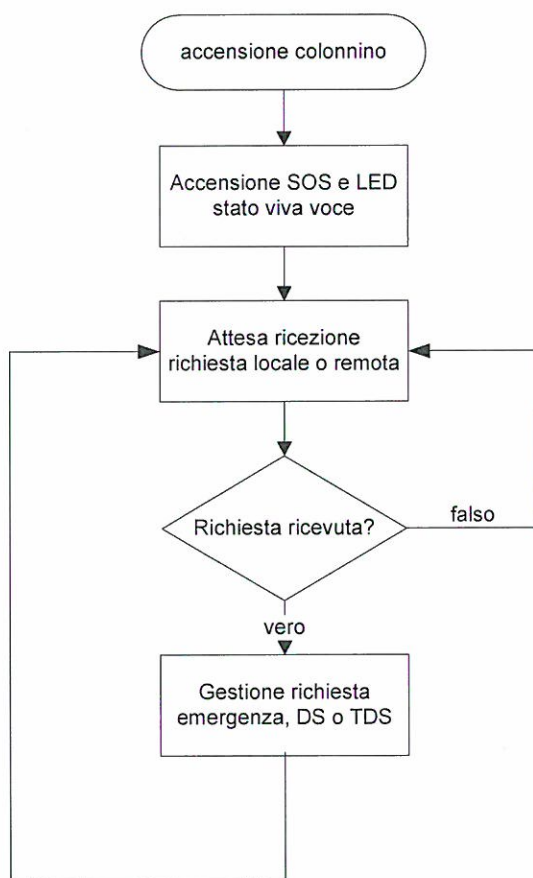 accensione colonnino
Accensione SOS e LED
stato viva voce
Attesa ricezione
richiesta locale o remota
Richiesta ricevuta?
falso
vero
Gestione richiesta
emergenza, DS o TDS